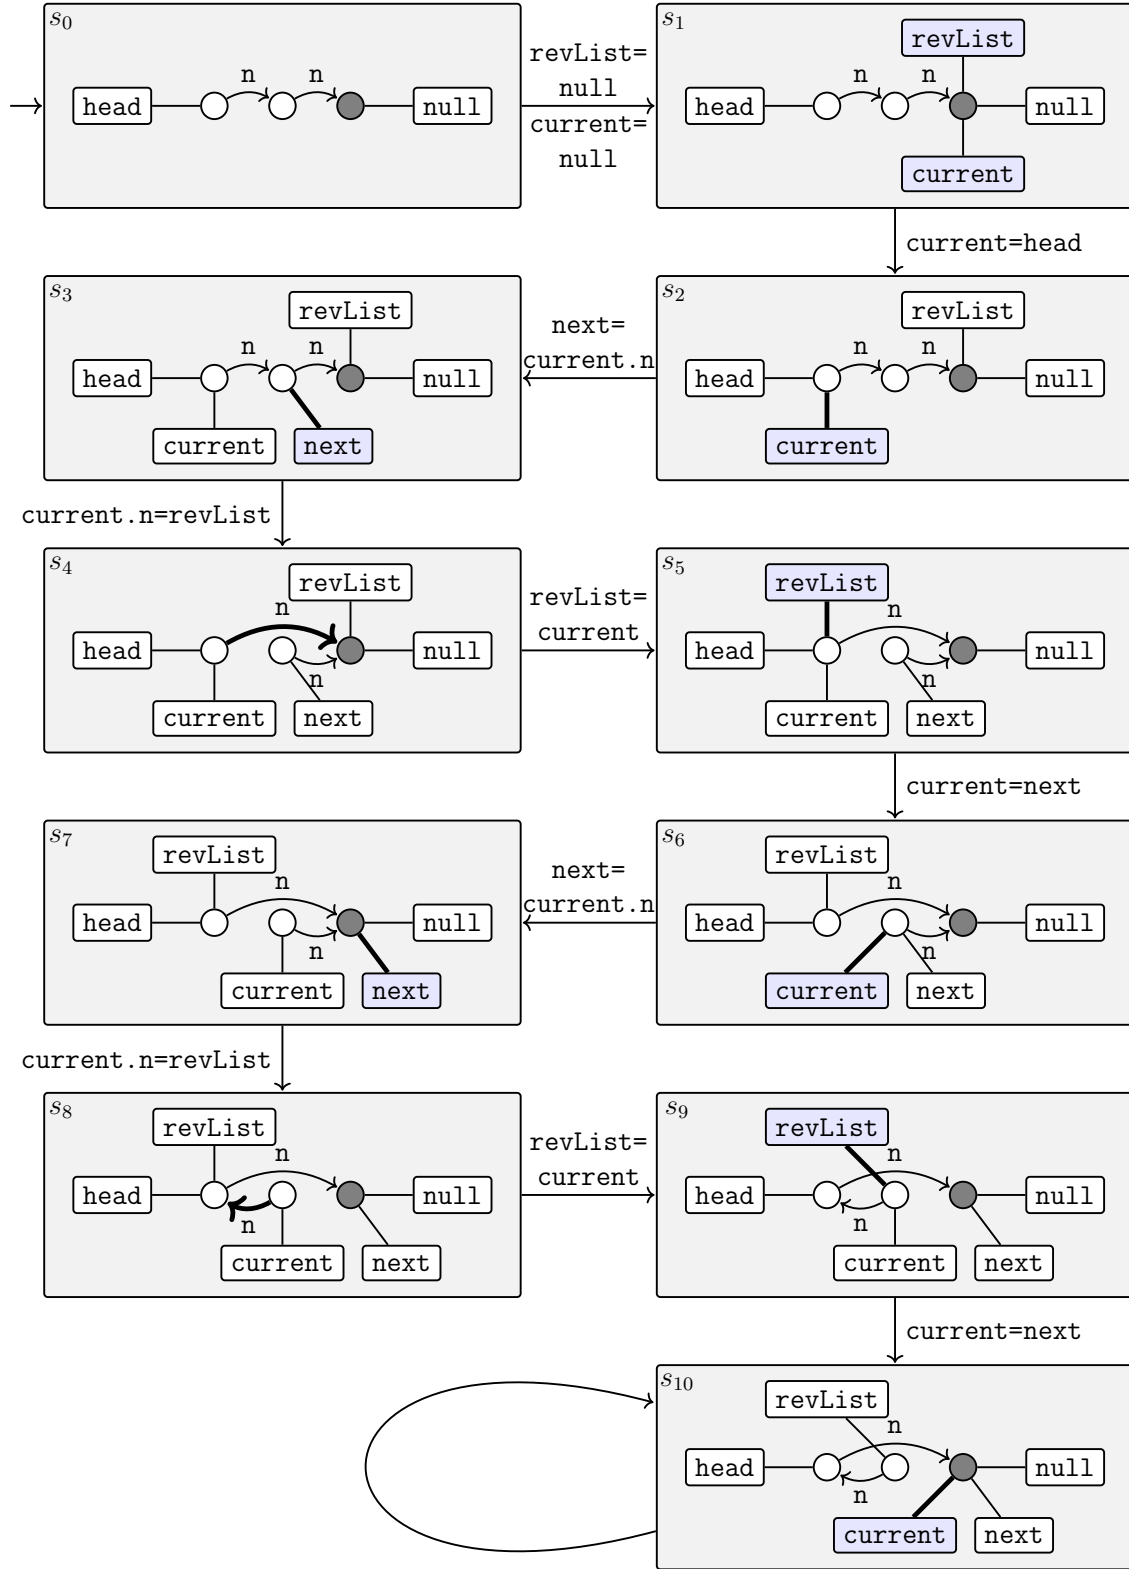 s0
n n
head null
revList=
null
current=
null
s1
revList
n n
head null
current
current=head
s3
revList
n n
head null
current next
next=
current.n
s2
revList
n n
head null
current
current.n=revList
s4
revList
n
head null
n
current next
revList=
current
s5
revList
n
head null
n
current next
current=next
s7
revList
n
head null
n
current next
next=
current.n
s6
revList
n
head null
n
current next
current.n=revList
s8
revList
n
head null
n
current next
revList=
current
s9
revList
n
head null
n
current next
current=next
s10
revList
n
head null
n
current next